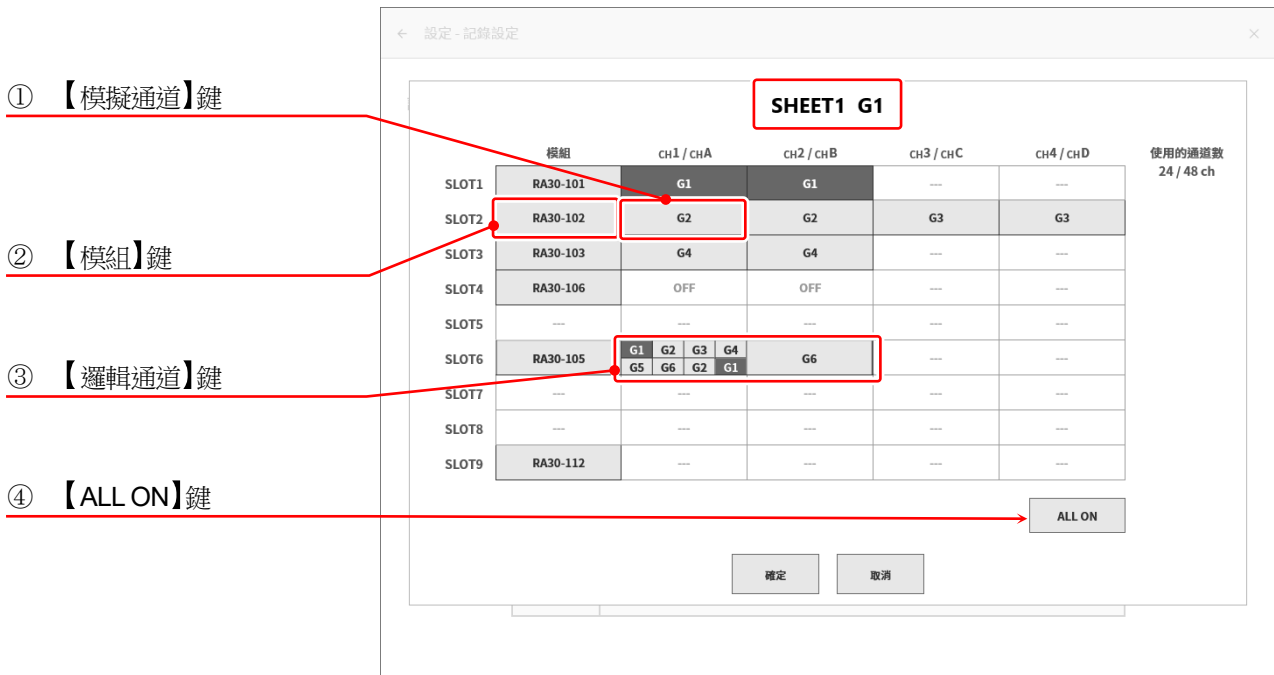 ← 設定 - 記錄設定 ×
① 【模擬通道】鍵
SHEET1 G1
模組 CH1 / CHA CH2 / CHB CH3 / CHC CH4 / CHD 使用的通道數
24 / 48 ch
SLOT1 RA30-101 G1 G1 --- ---
SLOT2 RA30-102 G2 G2 G3 G3
② 【模組】鍵
SLOT3 RA30-103 G4 G4 --- ---
SLOT4 RA30-106 OFF OFF --- ---
SLOT5 --- --- --- --- ---
SLOT6 RA30-105 G1 G2 G3 G4 G6 --- ---
G5 G6 G2 G1
③ 【邏輯通道】鍵
SLOT7 --- --- --- --- ---
SLOT8 --- --- --- --- ---
SLOT9 RA30-112 --- --- --- ---
④ 【ALL ON】鍵
ALL ON
確定 取消